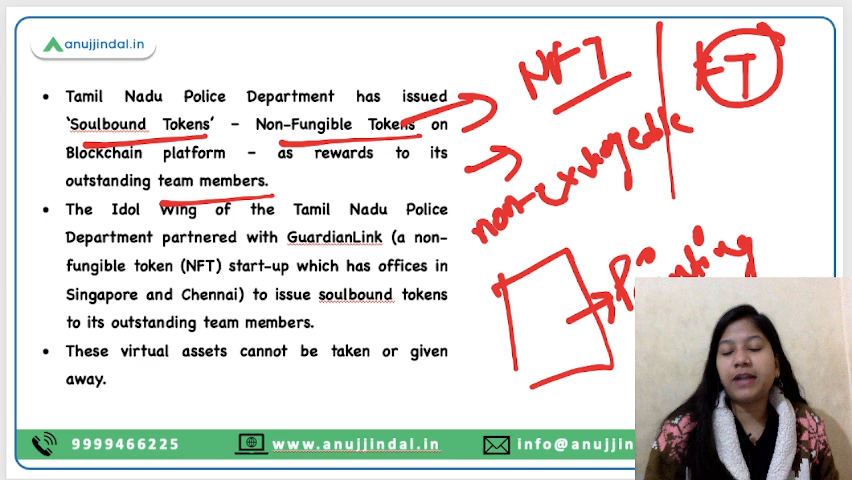 anujjindal.in
• Tamil Nadu Police Department has issued
‘Soulbound Tokens’ – Non-Fungible Tokens on
Blockchain platform – as rewards to its
outstanding team members.
• The Idol Wing of the Tamil Nadu Police
Department partnered with GuardianLink (a non-
fungible token (NFT) start-up which has offices in
Singapore and Chennai) to issue soulbound tokens
to its outstanding team members.
• These virtual assets cannot be taken or given
away.
NFT
FT
Painting
9999466225
www.anujjindal.in
info@anujjin